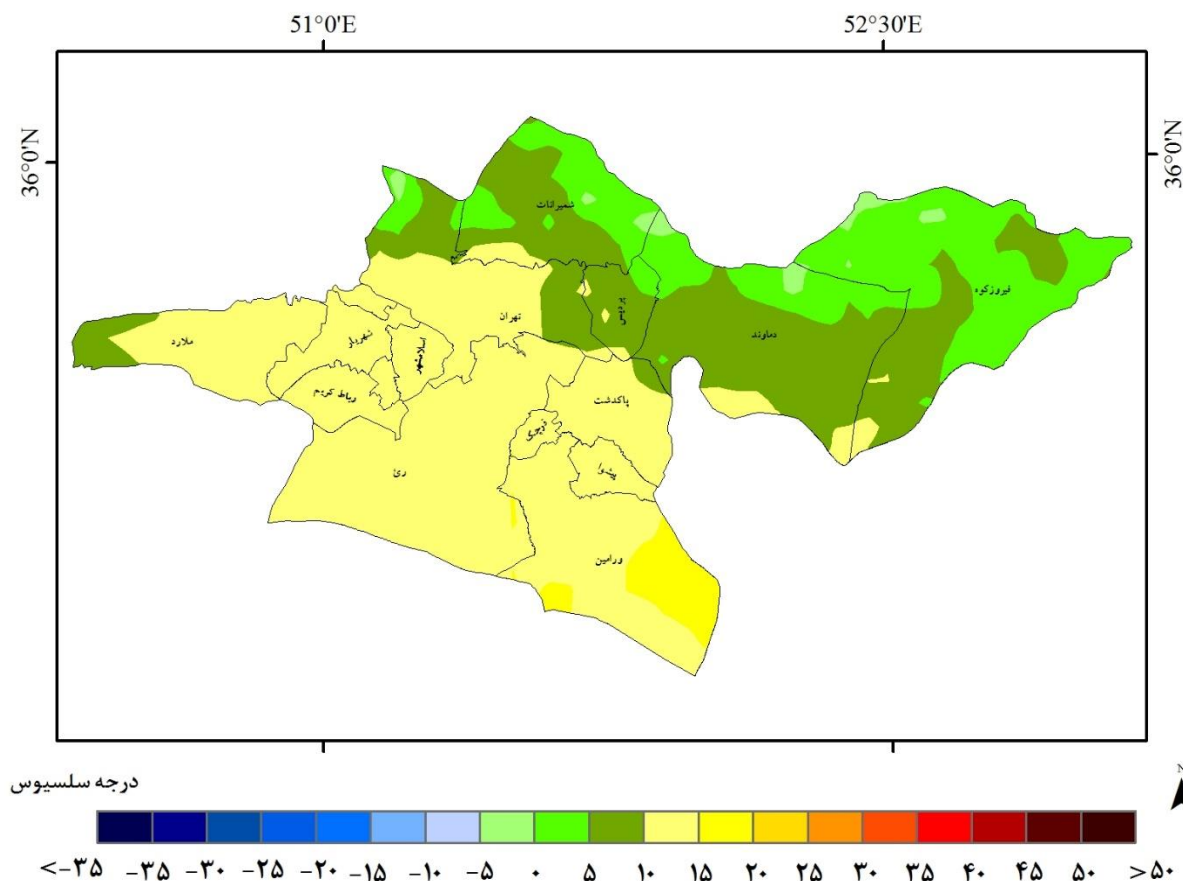 51°0'E 52°30'E
36°0'N 36°0'N
شمیرانات
فیروزکوه
پردیس
دماوند
تهران
ملارد
شهریار
اسلامشهر
رباط کریم
پاکدشت
قرچک
پیشوا
رئ
ورامین
درجه سلسیوس
N
<-۳۵ -۳۵ -۳۰ -۲۵ -۲۰ -۱۵ -۱۰ -۵ ۰ ۵ ۱۰ ۱۵ ۲۰ ۲۵ ۳۰ ۳۵ ۴۰ ۴۵ ۵۰ >۵۰